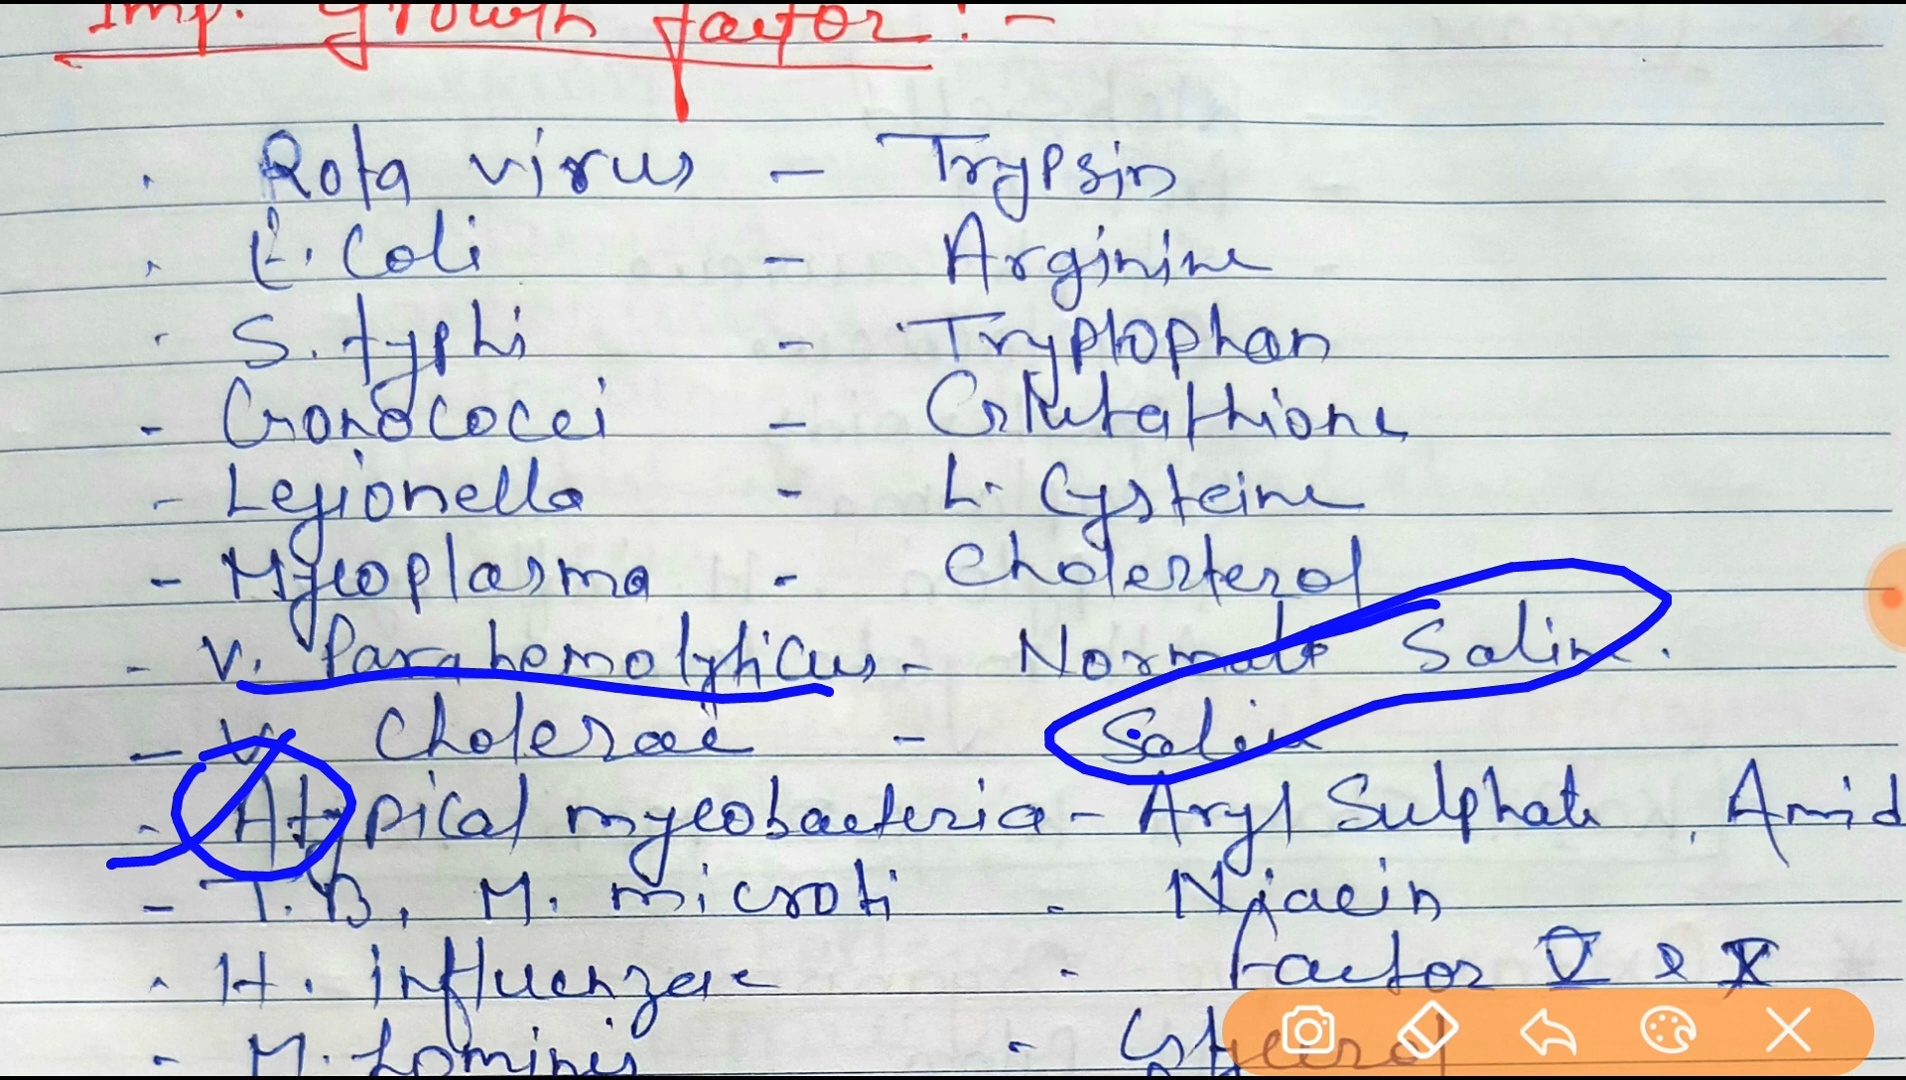 Imp. Growth factor :-
. Rota virus - Trypsin
. E. Coli - Arginine
. S. typhi - Tryptophan
- Gonococci - Glutathione
- Legionella - L. Cysteine
- Mycoplasma - Cholesterol
- V. Parahemolyticus - Normal Saline.
- V. Cholerae - Saline
- Atypical mycobacteria - Aryl Sulphate, Amid
- T.B, M. microti - Niacin
. H. influenzae - Factor V & X
- M. hominis - Glycerol